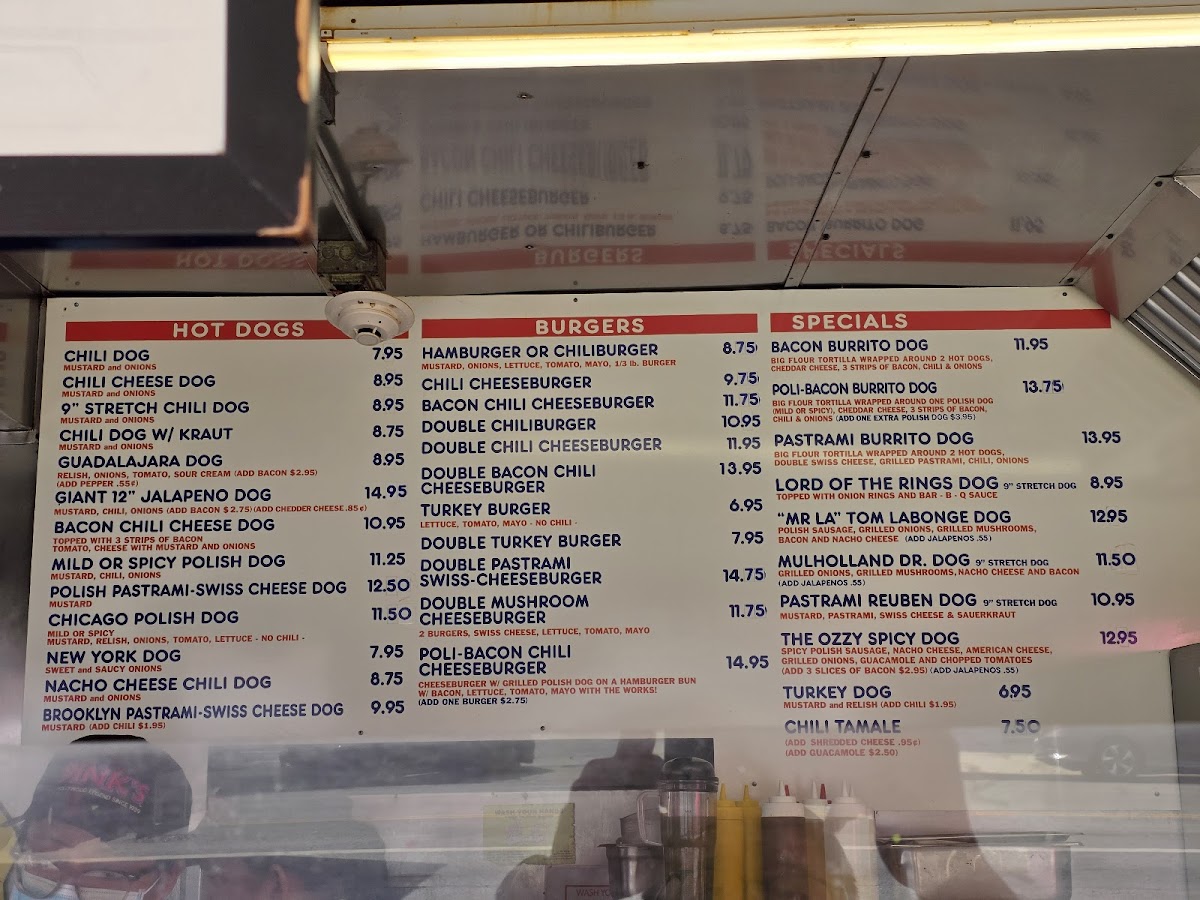 HOT DOGS
CHILI DOG 7.95
MUSTARD and ONIONS
CHILI CHEESE DOG 8.95
MUSTARD and ONIONS
9" STRETCH CHILI DOG 8.95
MUSTARD and ONIONS
CHILI DOG W/ KRAUT 8.75
MUSTARD and ONIONS
GUADALAJARA DOG 8.95
RELISH, ONIONS, TOMATO, SOUR CREAM (ADD BACON $2.95)
(ADD PEPPER .55¢)
GIANT 12" JALAPENO DOG 14.95
MUSTARD, CHILI, ONIONS (ADD BACON $2.75) (ADD CHEDDER CHEESE .85¢)
BACON CHILI CHEESE DOG 10.95
TOPPED WITH 3 STRIPS OF BACON
TOMATO, CHEESE WITH MUSTARD AND ONIONS
MILD OR SPICY POLISH DOG 11.25
MUSTARD, CHILI, ONIONS
POLISH PASTRAMI-SWISS CHEESE DOG 12.50
MUSTARD
CHICAGO POLISH DOG 11.50
MILD OR SPICY
MUSTARD, RELISH, ONIONS, TOMATO, LETTUCE - NO CHILI -
NEW YORK DOG 7.95
SWEET and SAUCY ONIONS
NACHO CHEESE CHILI DOG 8.75
MUSTARD and ONIONS
BROOKLYN PASTRAMI-SWISS CHEESE DOG 9.95
MUSTARD (ADD CHILI $1.95)
BURGERS
HAMBURGER OR CHILIBURGER 8.75
MUSTARD, ONIONS, LETTUCE, TOMATO, MAYO, 1/3 lb. BURGER
CHILI CHEESEBURGER 9.75
BACON CHILI CHEESEBURGER 11.75
DOUBLE CHILIBURGER 10.95
DOUBLE CHILI CHEESEBURGER 11.95
DOUBLE BACON CHILI 13.95
CHEESEBURGER
TURKEY BURGER 6.95
LETTUCE, TOMATO, MAYO - NO CHILI -
DOUBLE TURKEY BURGER 7.95
DOUBLE PASTRAMI
SWISS-CHEESEBURGER 14.75
DOUBLE MUSHROOM
CHEESEBURGER 11.75
2 BURGERS, SWISS CHEESE, LETTUCE, TOMATO, MAYO
POLI-BACON CHILI
CHEESEBURGER 14.95
CHEESEBURGER W/ GRILLED POLISH DOG ON A HAMBURGER BUN
W/ BACON, LETTUCE, TOMATO, MAYO WITH THE WORKS!
(ADD ONE BURGER $2.75)
SPECIALS
BACON BURRITO DOG 11.95
BIG FLOUR TORTILLA WRAPPED AROUND 2 HOT DOGS,
CHEDDAR CHEESE, 3 STRIPS OF BACON, CHILI & ONIONS
POLI-BACON BURRITO DOG 13.75
BIG FLOUR TORTILLA WRAPPED AROUND ONE POLISH DOG
(MILD OR SPICY), CHEDDAR CHEESE, 3 STRIPS OF BACON,
CHILI & ONIONS (ADD ONE EXTRA POLISH DOG $3.95)
PASTRAMI BURRITO DOG 13.95
BIG FLOUR TORTILLA WRAPPED AROUND 2 HOT DOGS,
DOUBLE SWISS CHEESE, GRILLED PASTRAMI, CHILI, ONIONS
LORD OF THE RINGS DOG 9" STRETCH DOG 8.95
TOPPED WITH ONION RINGS AND BAR - B - Q SAUCE
"MR LA" TOM LABONGE DOG 12.95
POLISH SAUSAGE, GRILLED ONIONS, GRILLED MUSHROOMS,
BACON AND NACHO CHEESE (ADD JALAPENOS .55)
MULHOLLAND DR. DOG 9" STRETCH DOG 11.50
GRILLED ONIONS, GRILLED MUSHROOMS, NACHO CHEESE AND BACON
(ADD JALAPENOS .55)
PASTRAMI REUBEN DOG 9" STRETCH DOG 10.95
MUSTARD, PASTRAMI, SWISS CHEESE & SAUERKRAUT
THE OZZY SPICY DOG 12.95
SPICY POLISH SAUSAGE, NACHO CHEESE, AMERICAN CHEESE,
GRILLED ONIONS, GUACAMOLE AND CHOPPED TOMATOES
(ADD 3 SLICES OF BACON $2.95) (ADD JALAPENOS .55)
TURKEY DOG 6.95
MUSTARD and RELISH (ADD CHILI $1.95)
CHILI TAMALE 7.50
(ADD SHREDDED CHEESE .95¢)
(ADD GUACAMOLE $2.50)